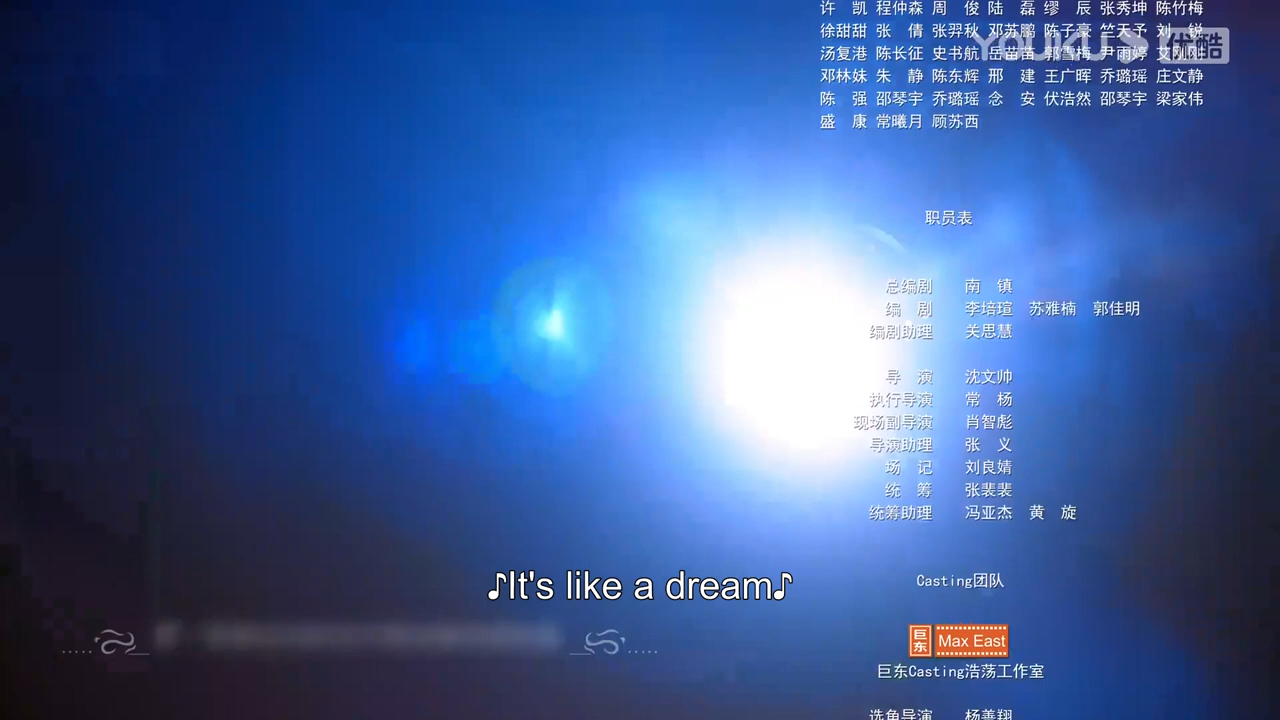 许 凯 程仲森 周 俊 陆 磊 缪 辰 张秀坤 陈竹梅
YOUKU 优酷
徐甜甜 张 倩 张羿秋 邓苏鹏 陈子豪 竺天予 刘 锐
汤复港 陈长征 史书航 岳苗苗 郭雪梅 尹雨婷 艾刚刚
邓林妹 朱 静 陈东辉 邢 建 王广晖 乔璐瑶 庄文静
陈 强 邵琴宇 乔璐瑶 念 安 伏浩然 邵琴宇 梁家伟
盛 康 常曦月 顾苏西
职员表
总编剧 南 镇
编 剧 李培瑄 苏雅楠 郭佳明
编剧助理 关思慧
导 演 沈文帅
执行导演 常 杨
现场副导演 肖智彪
导演助理 张 义
场 记 刘良婧
统 筹 张裴裴
统筹助理 冯亚杰 黄 旋
Casting团队
♪It's like a dream♪
巨东 Max East
巨东Casting浩荡工作室
选角导演 杨善翔